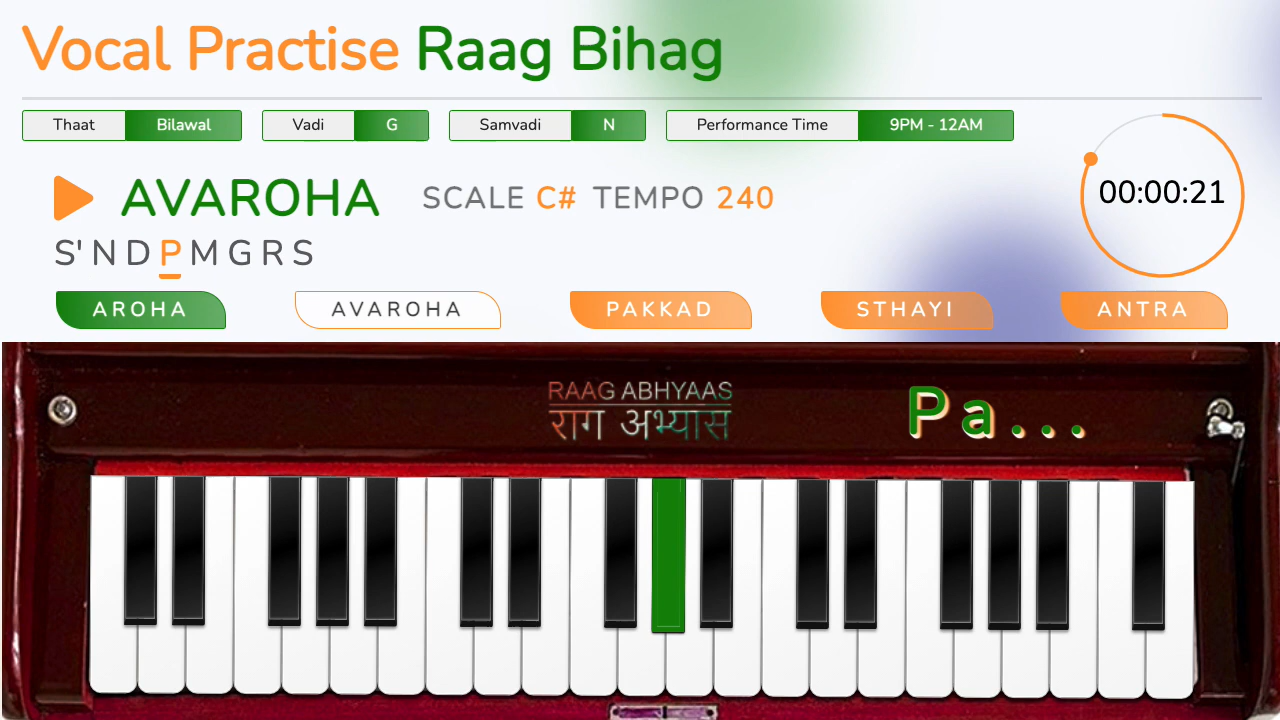 Vocal Practise Raag Bihag
Thaat Bilawal Vadi G Samvadi N Performance Time 9PM - 12AM
AVAROHA SCALE C# TEMPO 240
00:00:21
S' N D P M G R S
AROHA AVAROHA PAKKAD STHAYI ANTRA
RAAG ABHYAAS
राग अभ्यास
Pa...